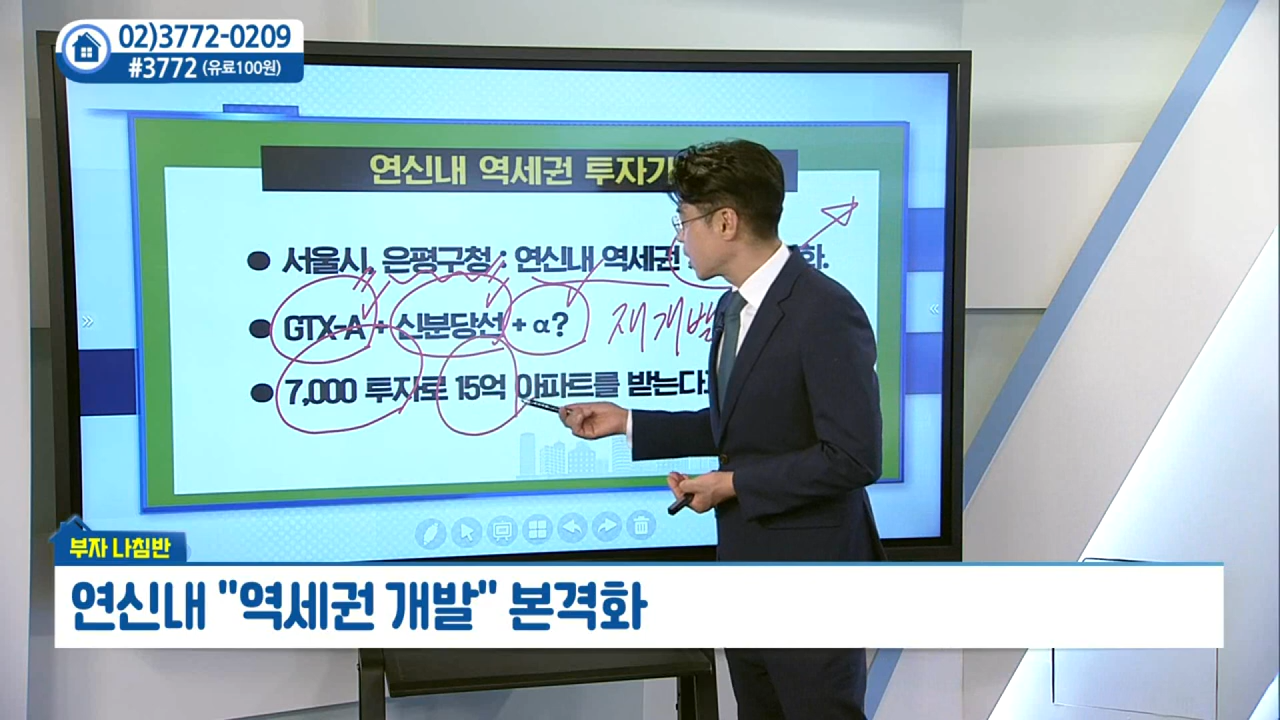 02)3772-0209
#3772 (유료100원)
연신내 역세권 투자가
● 서울시, 은평구청 : 연신내 역세권 화.
● GTX-A + 신분당선 + α?
재개발
● 7,000 투자로 15억 아파트를 받는다고
부자 나침반
연신내 "역세권 개발" 본격화